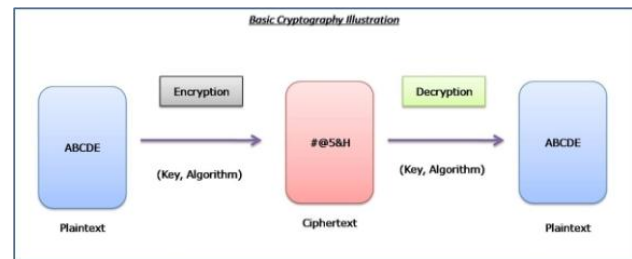 Basic Cryptography Illustration
Encryption
Decryption
ABCDE
#@5&H
ABCDE
(Key, Algorithm)
(Key, Algorithm)
Plaintext
Ciphertext
Plaintext